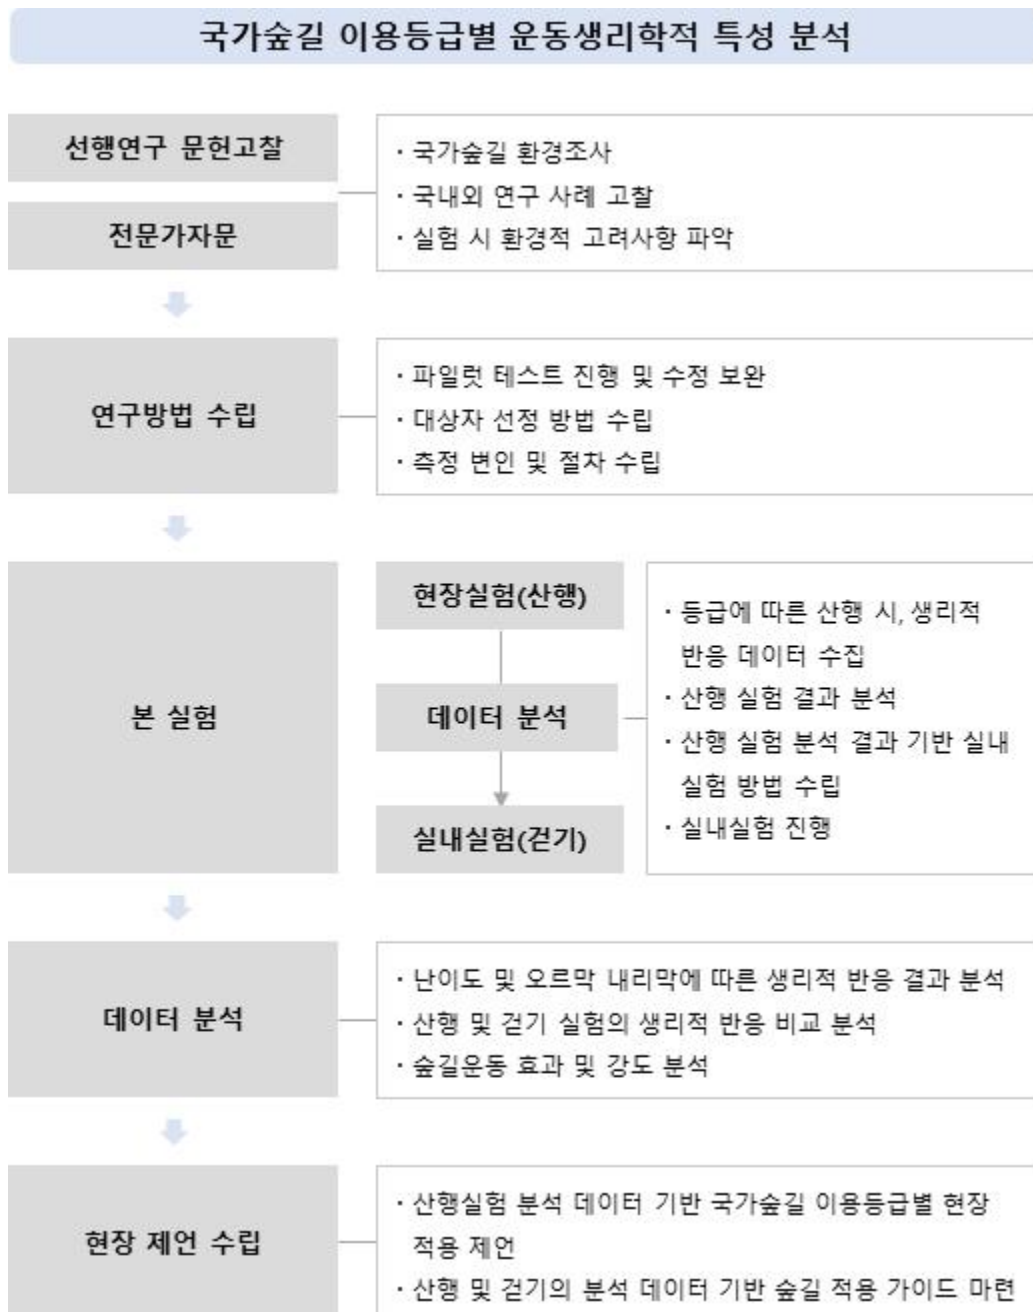 국가숲길 이용등급별 운동생리학적 특성 분석
선행연구 문헌고찰
전문가자문
· 국가숲길 환경조사
· 국내외 연구 사례 고찰
· 실험 시 환경적 고려사항 파악
연구방법 수립
· 파일럿 테스트 진행 및 수정 보완
· 대상자 선정 방법 수립
· 측정 변인 및 절차 수립
본 실험
현장실험(산행)
데이터 분석
실내실험(걷기)
· 등급에 따른 산행 시, 생리적
반응 데이터 수집
· 산행 실험 결과 분석
· 산행 실험 분석 결과 기반 실내
실험 방법 수립
· 실내실험 진행
데이터 분석
· 난이도 및 오르막 내리막에 따른 생리적 반응 결과 분석
· 산행 및 걷기 실험의 생리적 반응 비교 분석
· 숲길운동 효과 및 강도 분석
현장 제언 수립
· 산행실험 분석 데이터 기반 국가숲길 이용등급별 현장
적용 제언
· 산행 및 걷기의 분석 데이터 기반 숲길 적용 가이드 마련